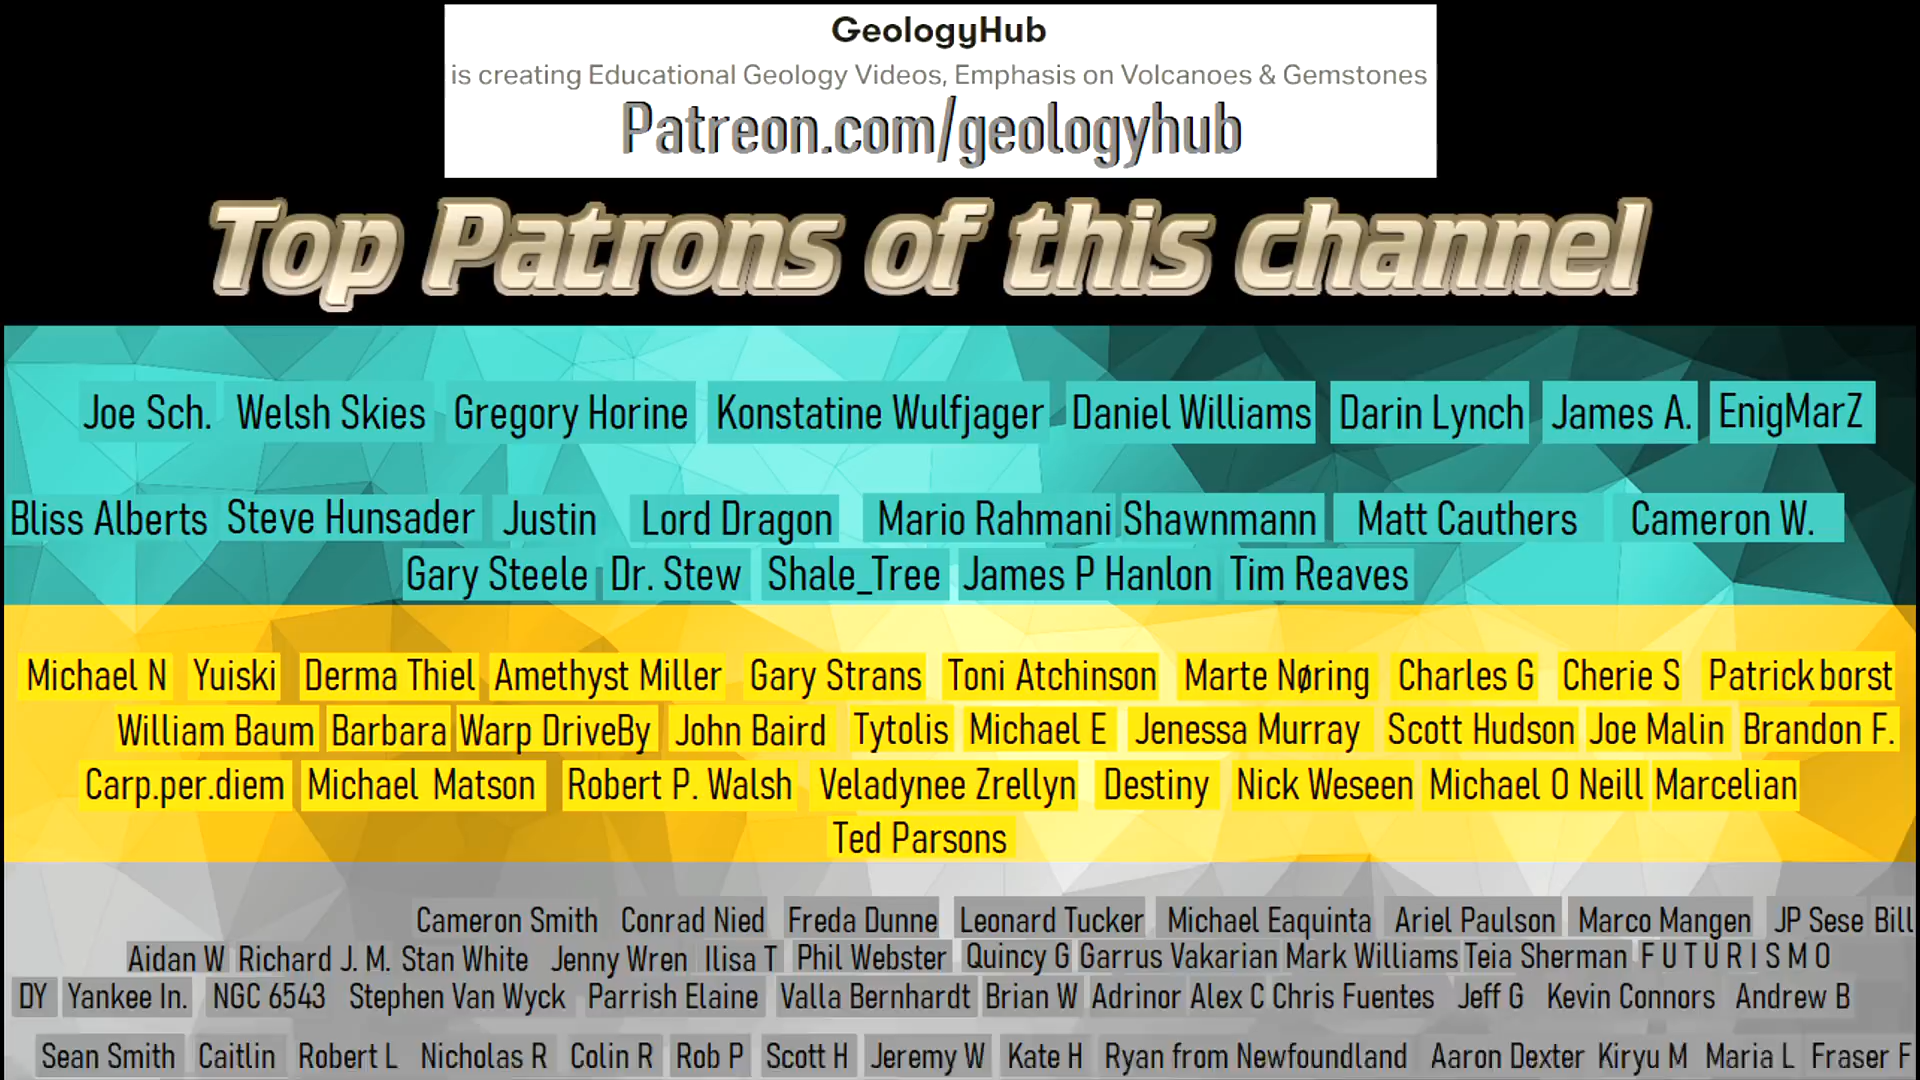 GeologyHub
is creating Educational Geology Videos, Emphasis on Volcanoes & Gemstones
Patreon.com/geologyhub
Top Patrons of this channel
Joe Sch. Welsh Skies Gregory Horine Konstatine Wulfjager Daniel Williams Darin Lynch James A. EnigMarZ
Bliss Alberts Steve Hunsader Justin Lord Dragon Mario Rahmani Shawnmann Matt Cauthers Cameron W.
Gary Steele Dr. Stew Shale_Tree James P Hanlon Tim Reaves
Michael N Yuiski Derma Thiel Amethyst Miller Gary Strans Toni Atchinson Marte Nøring Charles G Cherie S Patrick borst
William Baum Barbara Warp DriveBy John Baird Tytolis Michael E Jenessa Murray Scott Hudson Joe Malin Brandon F.
Carp.per.diem Michael Matson Robert P. Walsh Veladynee Zrellyn Destiny Nick Weseen Michael O Neill Marcelian
Ted Parsons
Cameron Smith Conrad Nied Freda Dunne Leonard Tucker Michael Eaquinta Ariel Paulson Marco Mangen JP Sese Bill
Aidan W Richard J. M. Stan White Jenny Wren Ilisa T Phil Webster Quincy G Garrus Vakarian Mark Williams Teia Sherman F U T U R I S M O
DY Yankee In. NGC 6543 Stephen Van Wyck Parrish Elaine Valla Bernhardt Brian W Adrinor Alex C Chris Fuentes Jeff G Kevin Connors Andrew B
Sean Smith Caitlin Robert L Nicholas R Colin R Rob P Scott H Jeremy W Kate H Ryan from Newfoundland Aaron Dexter Kiryu M Maria L Fraser F